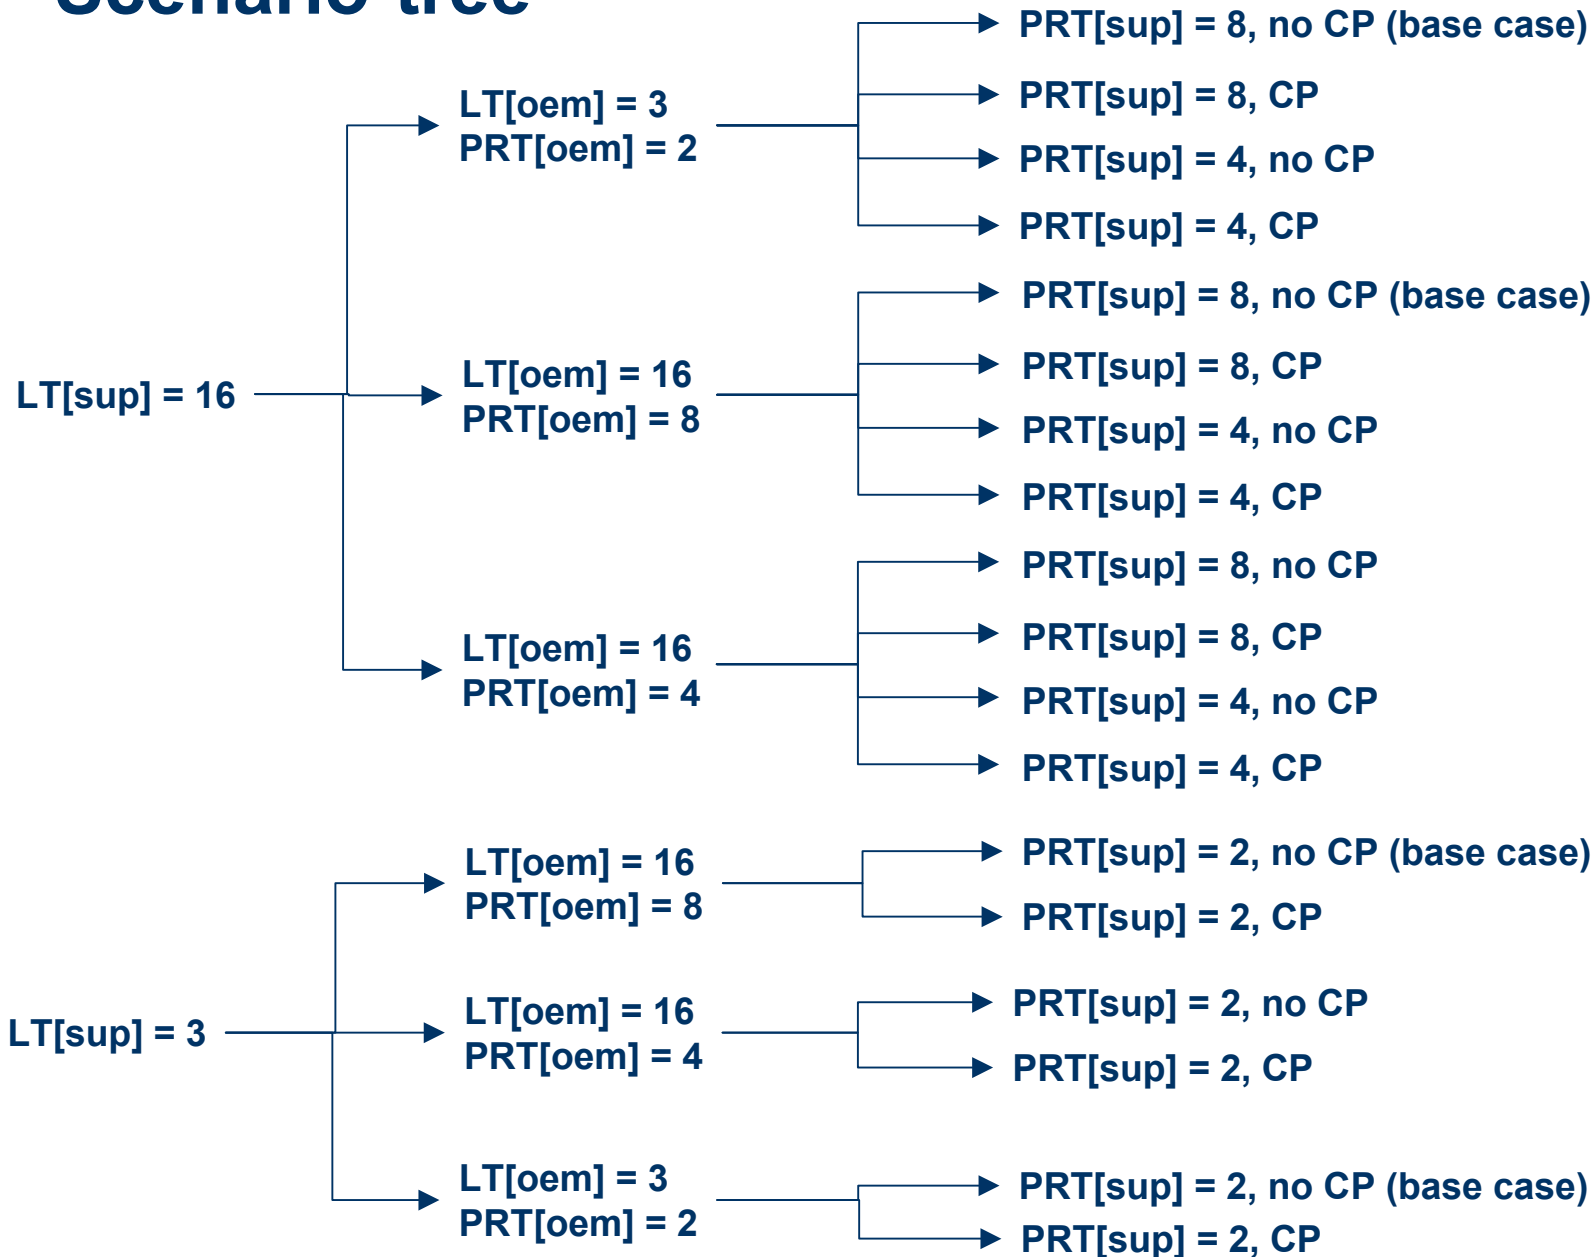 Scenario tree
PRT[sup] = 8, no CP (base case)
LT[oem] = 3
PRT[oem] = 2
PRT[sup] = 8, CP
PRT[sup] = 4, no CP
PRT[sup] = 4, CP
PRT[sup] = 8, no CP (base case)
LT[sup] = 16
LT[oem] = 16
PRT[oem] = 8
PRT[sup] = 8, CP
PRT[sup] = 4, no CP
PRT[sup] = 4, CP
PRT[sup] = 8, no CP
LT[oem] = 16
PRT[oem] = 4
PRT[sup] = 8, CP
PRT[sup] = 4, no CP
PRT[sup] = 4, CP
LT[oem] = 16
PRT[oem] = 8
PRT[sup] = 2, no CP (base case)
PRT[sup] = 2, CP
LT[sup] = 3
LT[oem] = 16
PRT[oem] = 4
PRT[sup] = 2, no CP
PRT[sup] = 2, CP
LT[oem] = 3
PRT[oem] = 2
PRT[sup] = 2, no CP (base case)
PRT[sup] = 2, CP